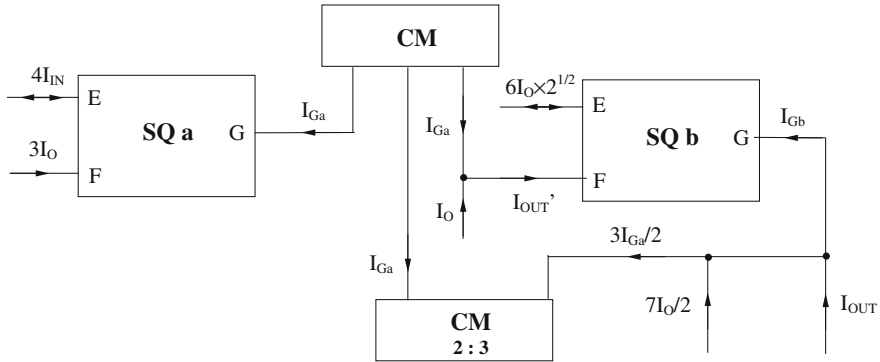 CM
4I_IN
E
SQ a
G
3I_O
F
I_Ga
I_Ga
6I_O×2^1/2
E
SQ b
G
F
I_Gb
I_O
I_OUT'
I_Ga
3I_Ga/2
CM
2 : 3
7I_O/2
I_OUT